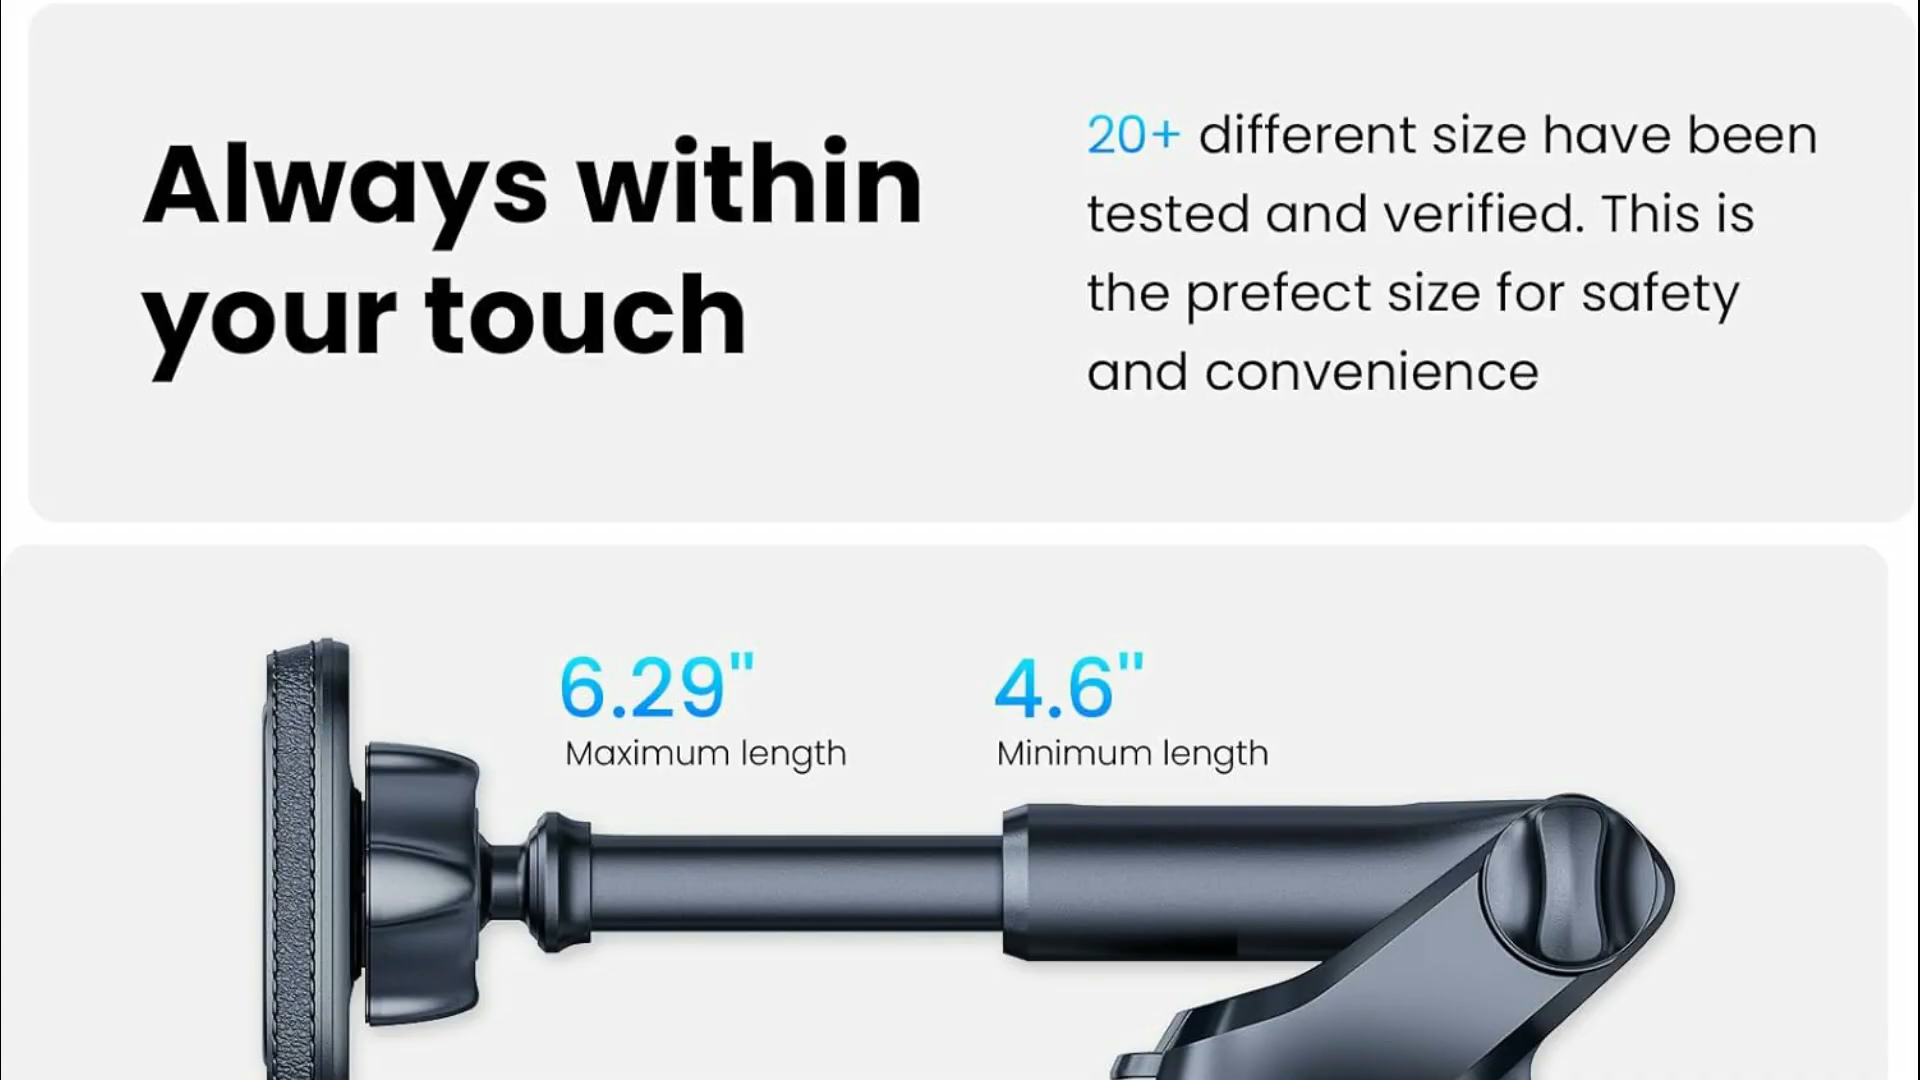 Always within
your touch
20+ different size have been
tested and verified. This is
the prefect size for safety
and convenience
6.29"
Maximum length
4.6"
Minimum length